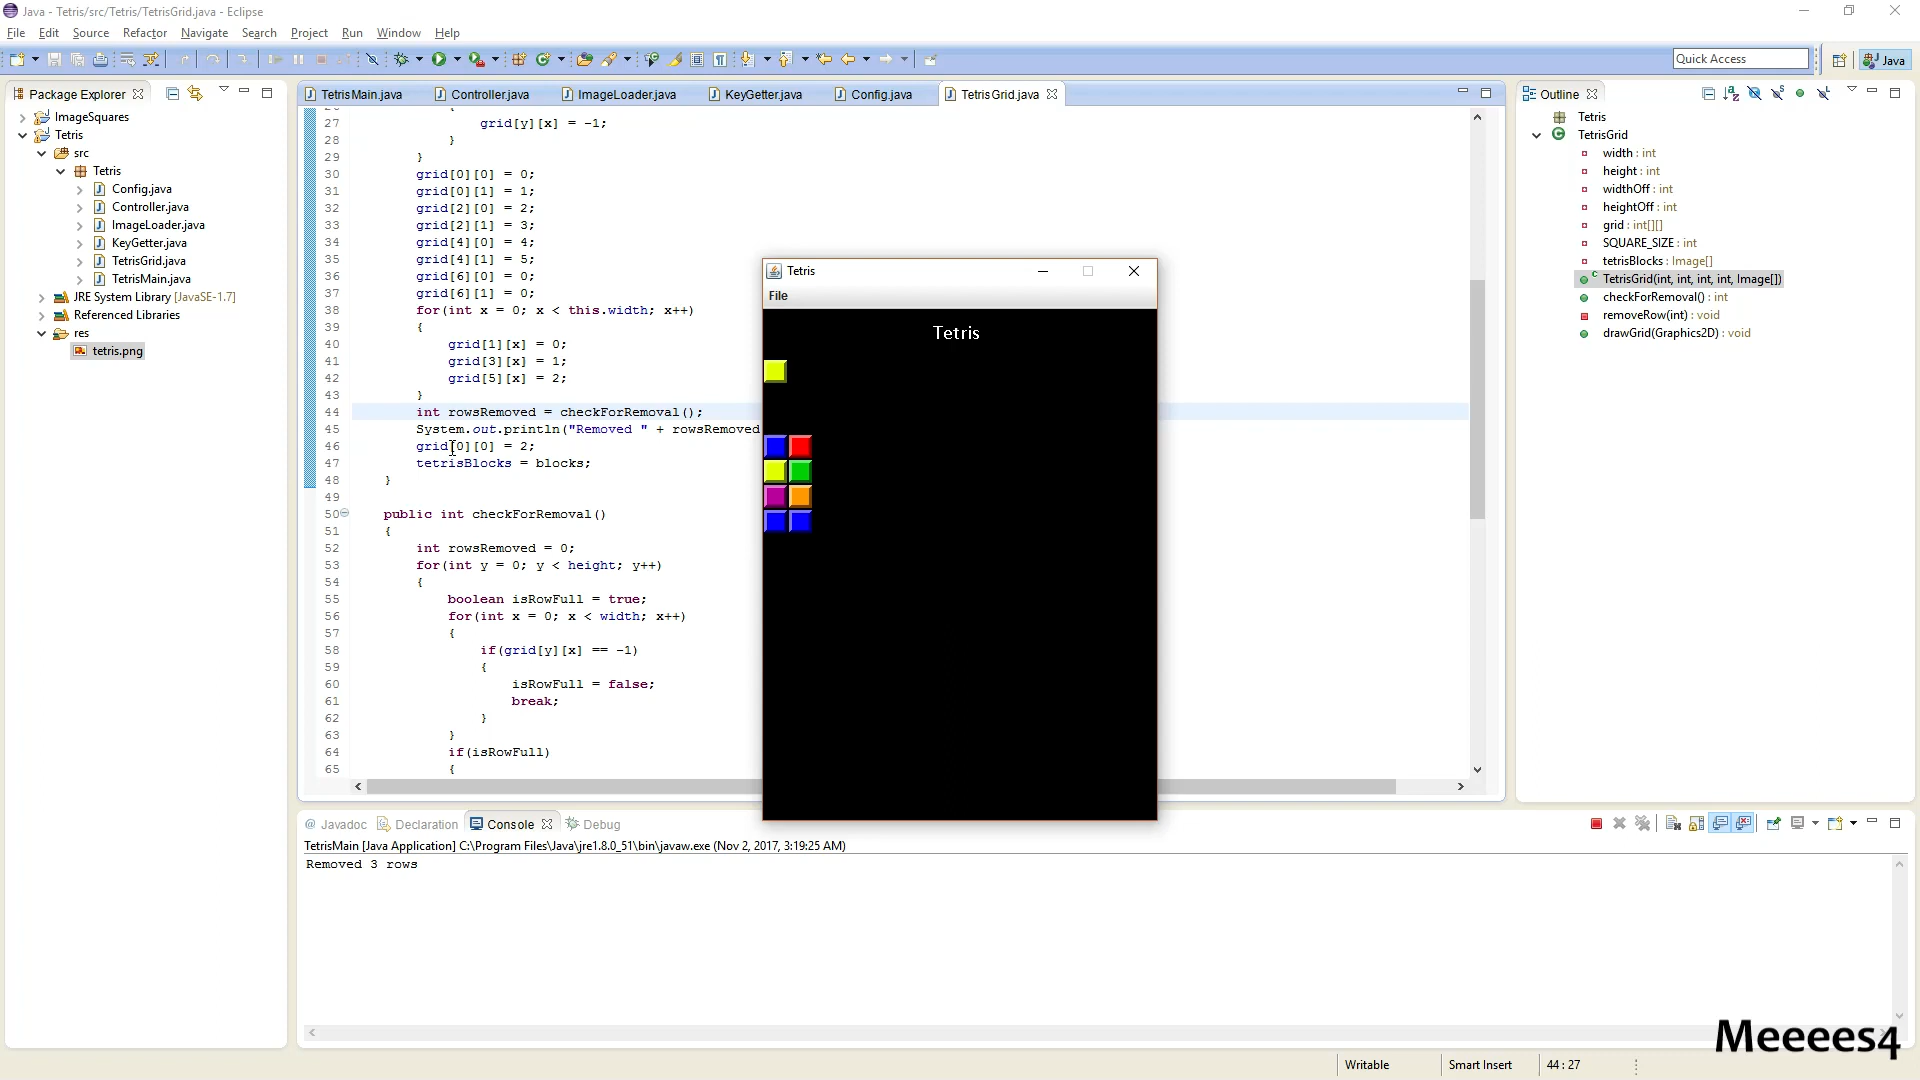 Java - Tetris/src/Tetris/TetrisGrid.java - Eclipse
File Edit Source Refactor Navigate Search Project Run Window Help
Quick Access
Java
Package Explorer
ImageSquares
Tetris
src
Tetris
Config.java
Controller.java
ImageLoader.java
KeyGetter.java
TetrisGrid.java
TetrisMain.java
JRE System Library [JavaSE-1.7]
Referenced Libraries
res
tetris.png
TetrisMain.java Controller.java ImageLoader.java KeyGetter.java Config.java TetrisGrid.java
27 grid[y][x] = -1;
28 }
29 }
30 grid[0][0] = 0;
31 grid[0][1] = 1;
32 grid[2][0] = 2;
33 grid[2][1] = 3;
34 grid[4][0] = 4;
35 grid[4][1] = 5;
36 grid[6][0] = 0;
37 grid[6][1] = 0;
38 for(int x = 0; x < this.width; x++)
39 {
40 grid[1][x] = 0;
41 grid[3][x] = 1;
42 grid[5][x] = 2;
43 }
44 int rowsRemoved = checkForRemoval();
45 System.out.println("Removed " + rowsRemoved
46 grid[0][0] = 2;
47 tetrisBlocks = blocks;
48 }
49
50 public int checkForRemoval()
51 {
52 int rowsRemoved = 0;
53 for(int y = 0; y < height; y++)
54 {
55 boolean isRowFull = true;
56 for(int x = 0; x < width; x++)
57 {
58 if(grid[y][x] == -1)
59 {
60 isRowFull = false;
61 break;
62 }
63 }
64 if(isRowFull)
65 {
Tetris
File
Tetris
Outline
Tetris
TetrisGrid
width : int
height : int
widthOff : int
heightOff : int
grid : int[][]
SQUARE_SIZE : int
tetrisBlocks : Image[]
TetrisGrid(int, int, int, int, Image[])
checkForRemoval() : int
removeRow(int) : void
drawGrid(Graphics2D) : void
Javadoc Declaration Console Debug
TetrisMain [Java Application] C:\Program Files\Java\jre1.8.0_51\bin\javaw.exe (Nov 2, 2017, 3:19:25 AM)
Removed 3 rows
Meeees4
Writable Smart Insert 44 : 27